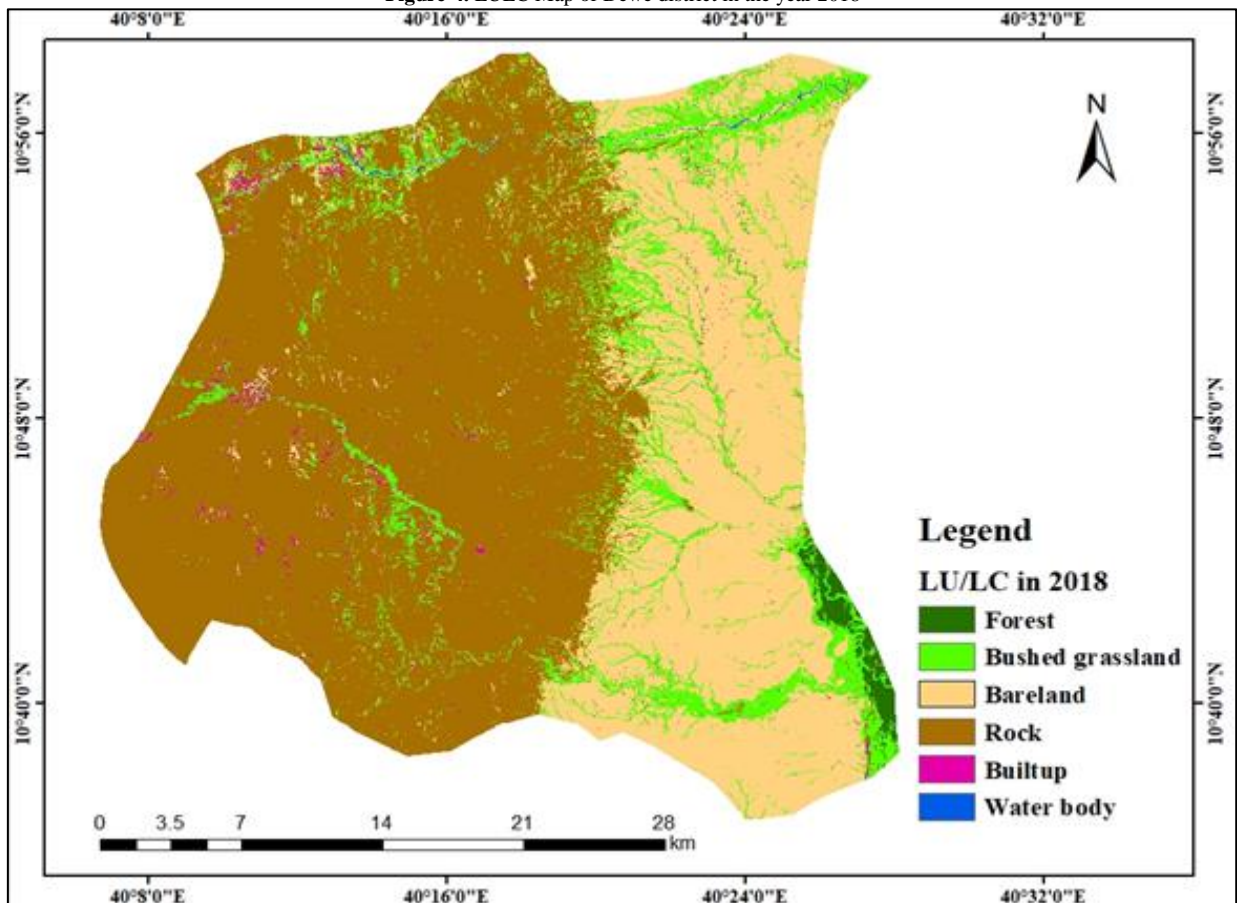 40°8'0"E 40°16'0"E 40°24'0"E 40°32'0"E
N
10°56'0"N 10°56'0"N
10°48'0"N 10°48'0"N
10°40'0"N 10°40'0"N
Legend
LU/LC in 2018
Forest
Bushed grassland
Bareland
Rock
Builtup
Water body
0 3.5 7 14 21 28
km
40°8'0"E 40°16'0"E 40°24'0"E 40°32'0"E